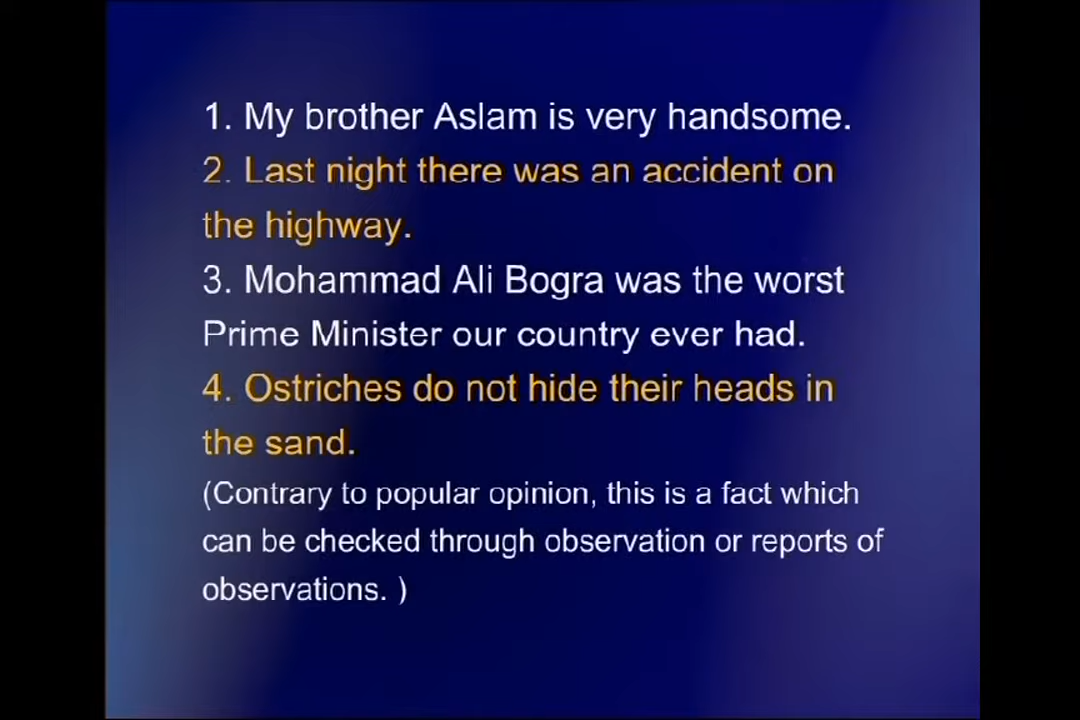 1. My brother Aslam is very handsome.
2. Last night there was an accident on
the highway.
3. Mohammad Ali Bogra was the worst
Prime Minister our country ever had.
4. Ostriches do not hide their heads in
the sand.
(Contrary to popular opinion, this is a fact which
can be checked through observation or reports of
observations. )